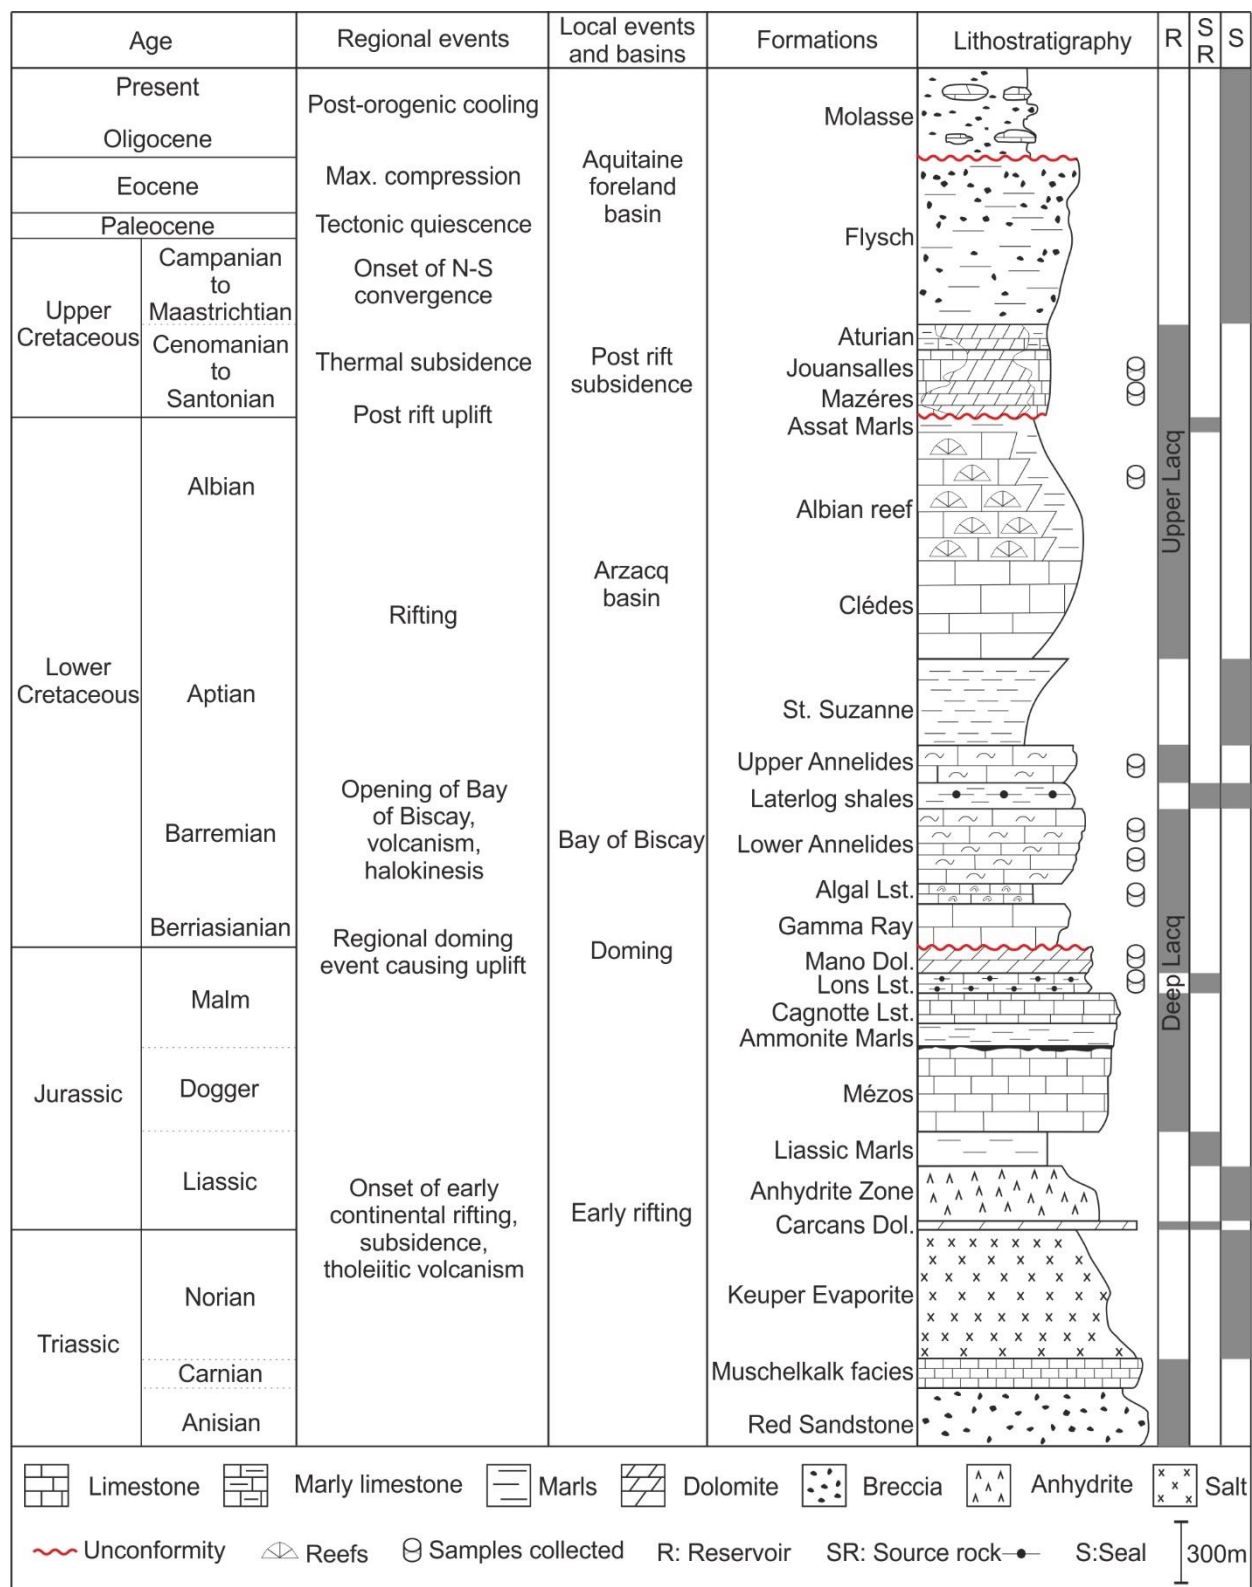 Age
Regional events
Local events
and basins
Formations
Lithostratigraphy
R
S
R
S
Present
Oligocene
Eocene
Paleocene
Upper
Cretaceous
Campanian
to
Maastrichtian
Cenomanian
to
Santonian
Lower
Cretaceous
Albian
Aptian
Barremian
Berriasianian
Jurassic
Malm
Dogger
Liassic
Triassic
Norian
Carnian
Anisian
Post-orogenic cooling
Max. compression
Tectonic quiescence
Onset of N-S
convergence
Thermal subsidence
Post rift uplift
Rifting
Opening of Bay
of Biscay,
volcanism,
halokinesis
Regional doming
event causing uplift
Onset of early
continental rifting,
subsidence,
tholeiitic volcanism
Aquitaine
foreland
basin
Post rift
subsidence
Arzacq
basin
Bay of Biscay
Doming
Early rifting
Molasse
Flysch
Aturian
Jouansalles
Mazéres
Assat Marls
Albian reef
Clédes
St. Suzanne
Upper Annelides
Laterlog shales
Lower Annelides
Algal Lst.
Gamma Ray
Mano Dol.
Lons Lst.
Cagnotte Lst.
Ammonite Marls
Mézos
Liassic Marls
Anhydrite Zone
Carcans Dol.
Keuper Evaporite
Muschelkalk facies
Red Sandstone
Upper Lacq
Deep Lacq
Limestone
Marly limestone
Marls
Dolomite
Breccia
Anhydrite
Salt
Unconformity
Reefs
Samples collected
R: Reservoir
SR: Source rock
S:Seal
300m